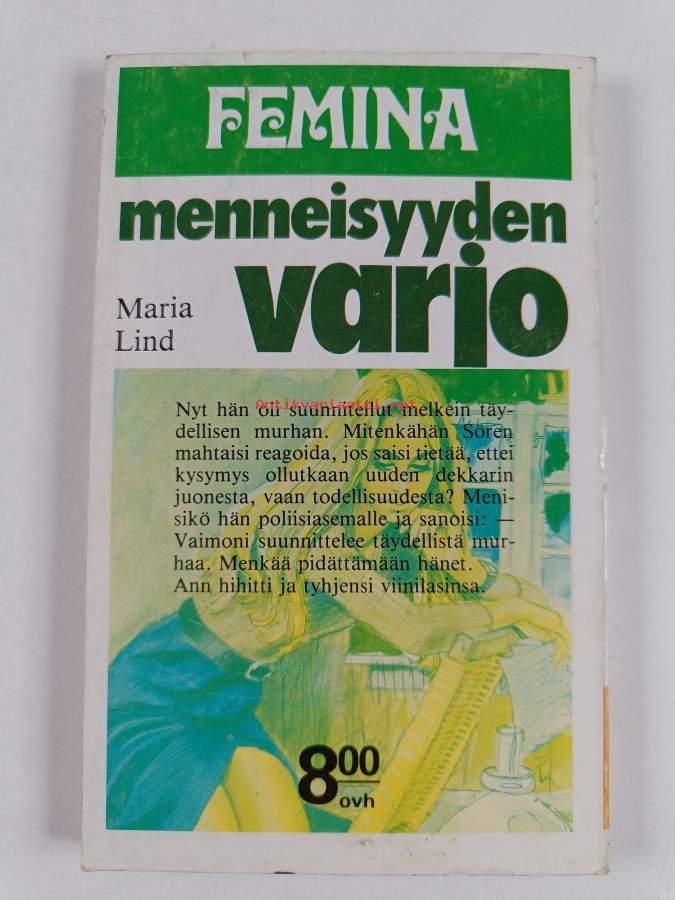 FEMINA
menneisyyden
varjo
Maria
Lind
Antikvariaatti.net
Nyt hän oli suunnitellut melkein täy-
dellisen murhan. Mitenkähän Sören
mahtaisi reagoida, jos saisi tietää, ettei
kysymys ollutkaan uuden dekkarin
juonesta, vaan todellisuudesta? Meni-
sikö hän poliisiasemalle ja sanoisi: —
Vaimoni suunnittelee täydellistä mur-
haa. Menkää pidättämään hänet.
Ann hihitti ja tyhjensi viinilasinsa.
8 00
ovh